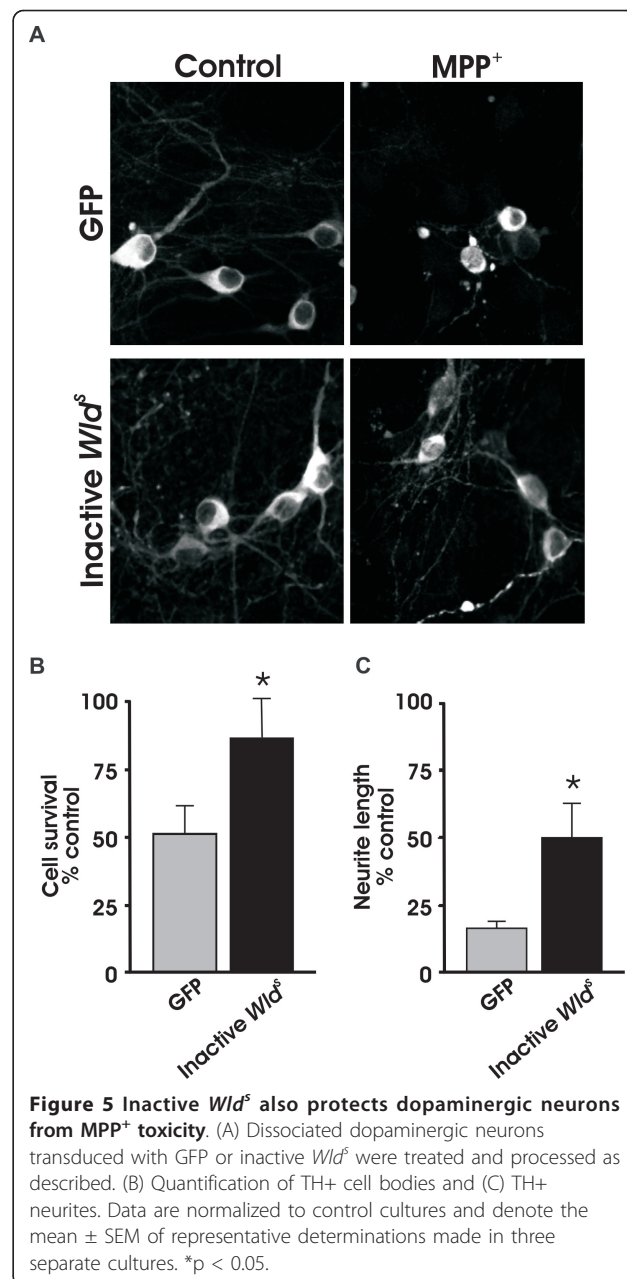 A
Control MPP+
GFP
Inactive Wlds
B
C
100
75
50
25
0
Cell survival
% control
*
GFP
Inactive Wlds
100
75
50
25
0
Neurite length
% control
*
GFP
Inactive Wlds
Figure 5 Inactive Wlds also protects dopaminergic neurons
from MPP+ toxicity. (A) Dissociated dopaminergic neurons
transduced with GFP or inactive Wlds were treated and processed as
described. (B) Quantification of TH+ cell bodies and (C) TH+
neurites. Data are normalized to control cultures and denote the
mean ± SEM of representative determinations made in three
separate cultures. *p < 0.05.